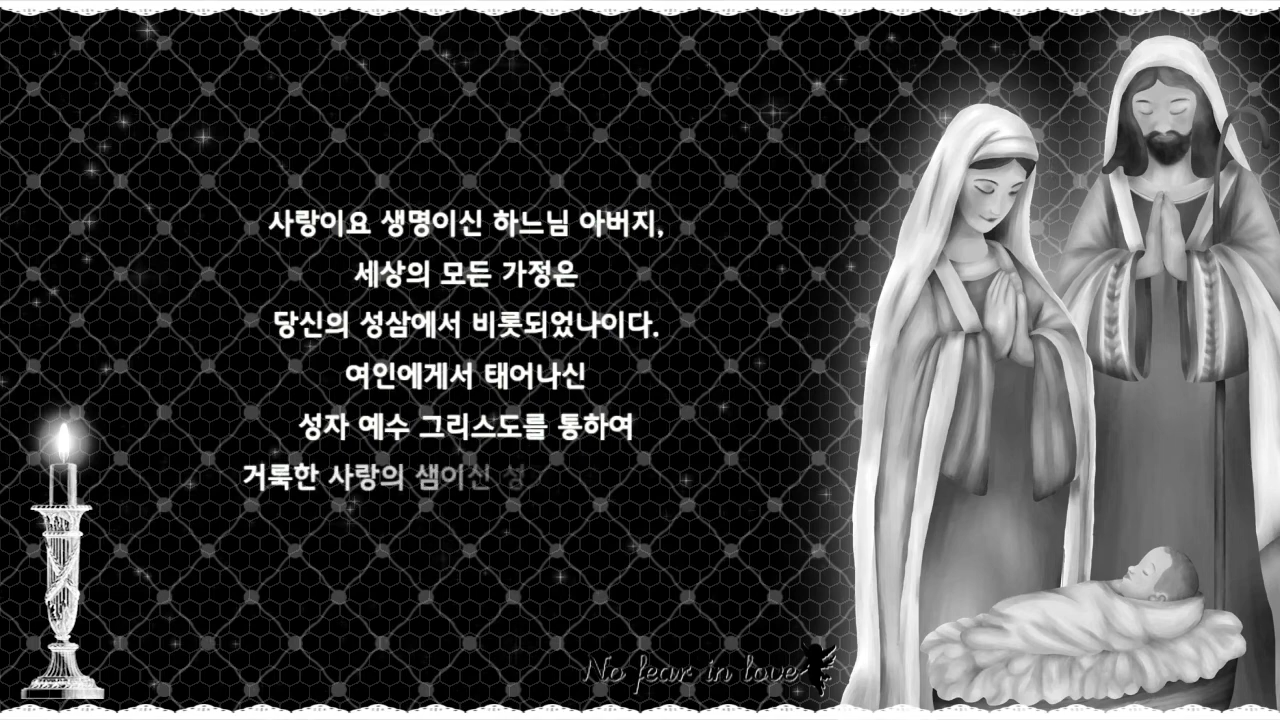 사랑이요 생명이신 하느님 아버지,
세상의 모든 가정은
당신의 성삼에서 비롯되었나이다.
여인에게서 태어나신
성자 예수 그리스도를 통하여
거룩한 사랑의 샘이신 성
No fear in love